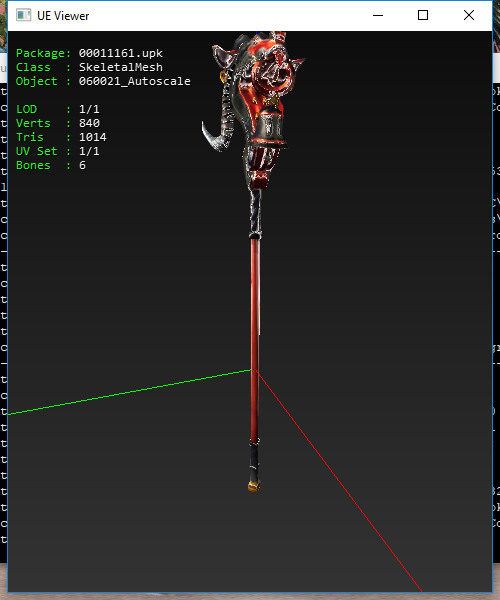 UE Viewer
Package: 00011161.upk
Class : SkeletalMesh
Object : 060021_Autoscale
LOD : 1/1
Verts : 840
Tris : 1014
UV Set : 1/1
Bones : 6